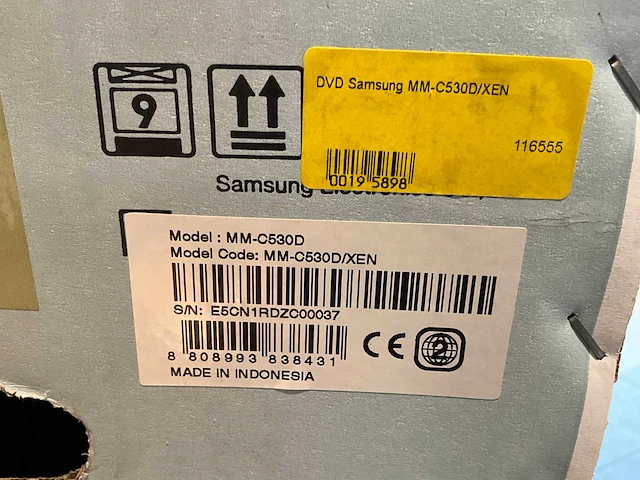 9
DVD Samsung MM-C530D/XEN
116555
0019 5898
Samsung
Model : MM-C530D
Model Code: MM-C530D/XEN
S/N: E5CN1RDZC00037
8 808993 838431
CE 2
MADE IN INDONESIA